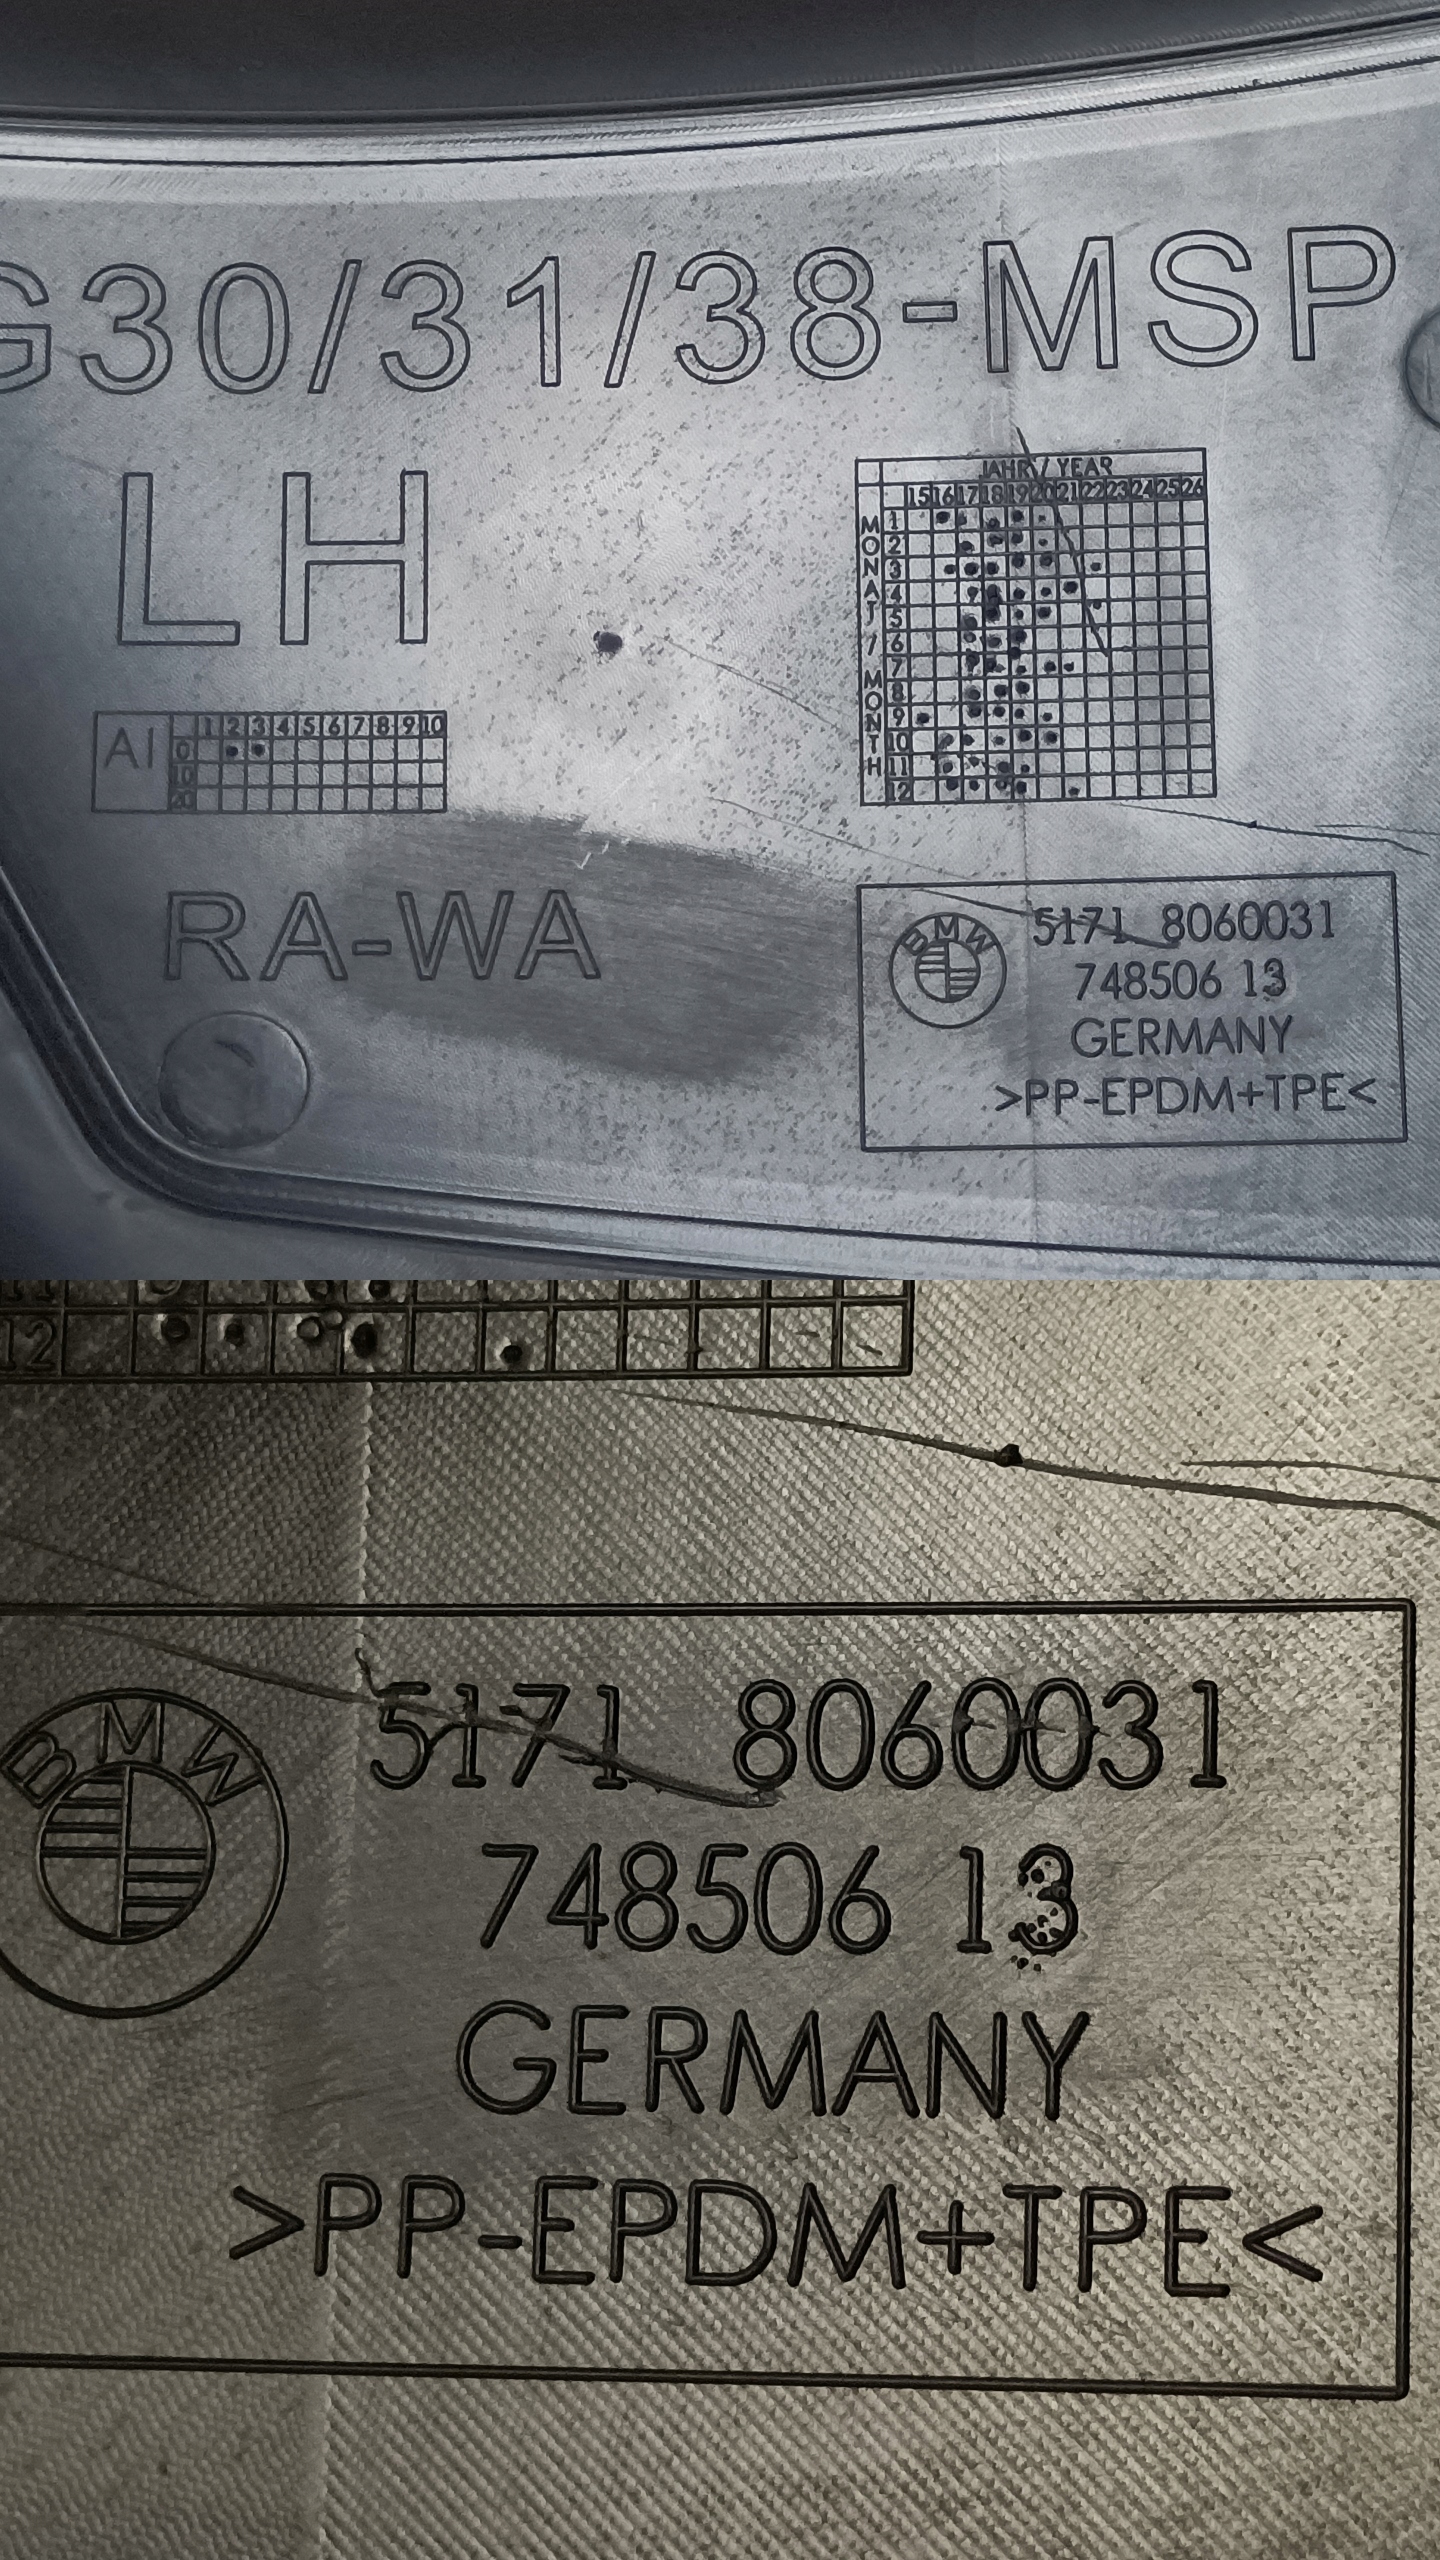 G30/31/38-MSP
LH
JAHR / YEAR
15 16 17 18 19 20 21 22 23 24 25 26
MONAT / MONTH
1
2
3
4
5
6
7
8
9
10
11
12
AI
1 2 3 4 5 6 7 8 9 10
0
10
20
RA-WA
BMW
5171 8060031
748506 13
GERMANY
>PP-EPDM+TPE<
11
12
BMW
5171 8060031
748506 13
GERMANY
>PP-EPDM+TPE<